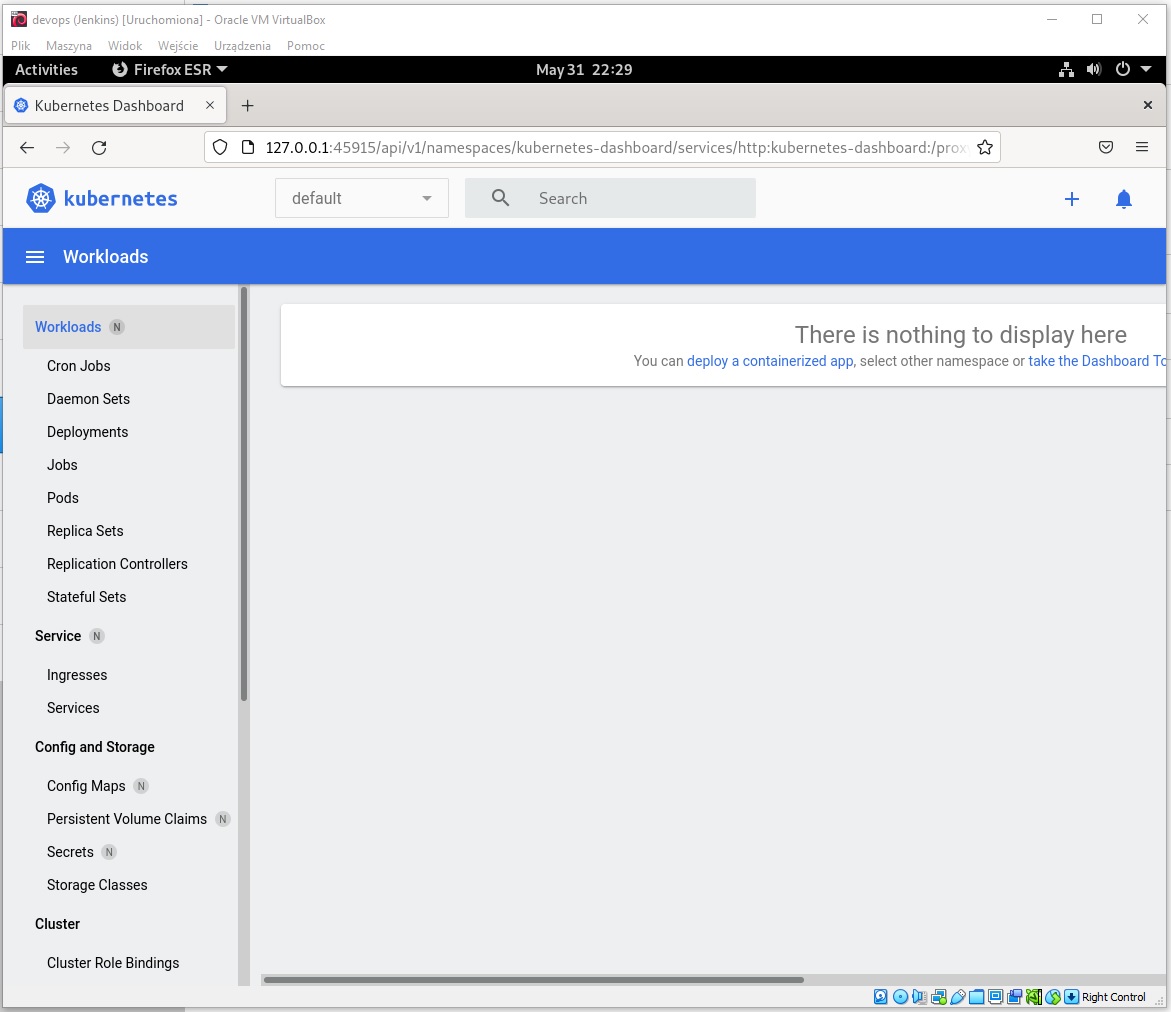 devops (Jenkins) [Uruchomiona] - Oracle VM VirtualBox
Plik Maszyna Widok Wejście Urządzenia Pomoc
Activities Firefox ESR May 31 22:29
Kubernetes Dashboard
127.0.0.1:45915/api/v1/namespaces/kubernetes-dashboard/services/http:kubernetes-dashboard:/prox
kubernetes default Search
Workloads
Workloads N
There is nothing to display here
You can deploy a containerized app, select other namespace or take the Dashboard To
Cron Jobs
Daemon Sets
Deployments
Jobs
Pods
Replica Sets
Replication Controllers
Stateful Sets
Service N
Ingresses
Services
Config and Storage
Config Maps N
Persistent Volume Claims N
Secrets N
Storage Classes
Cluster
Cluster Role Bindings
Right Control